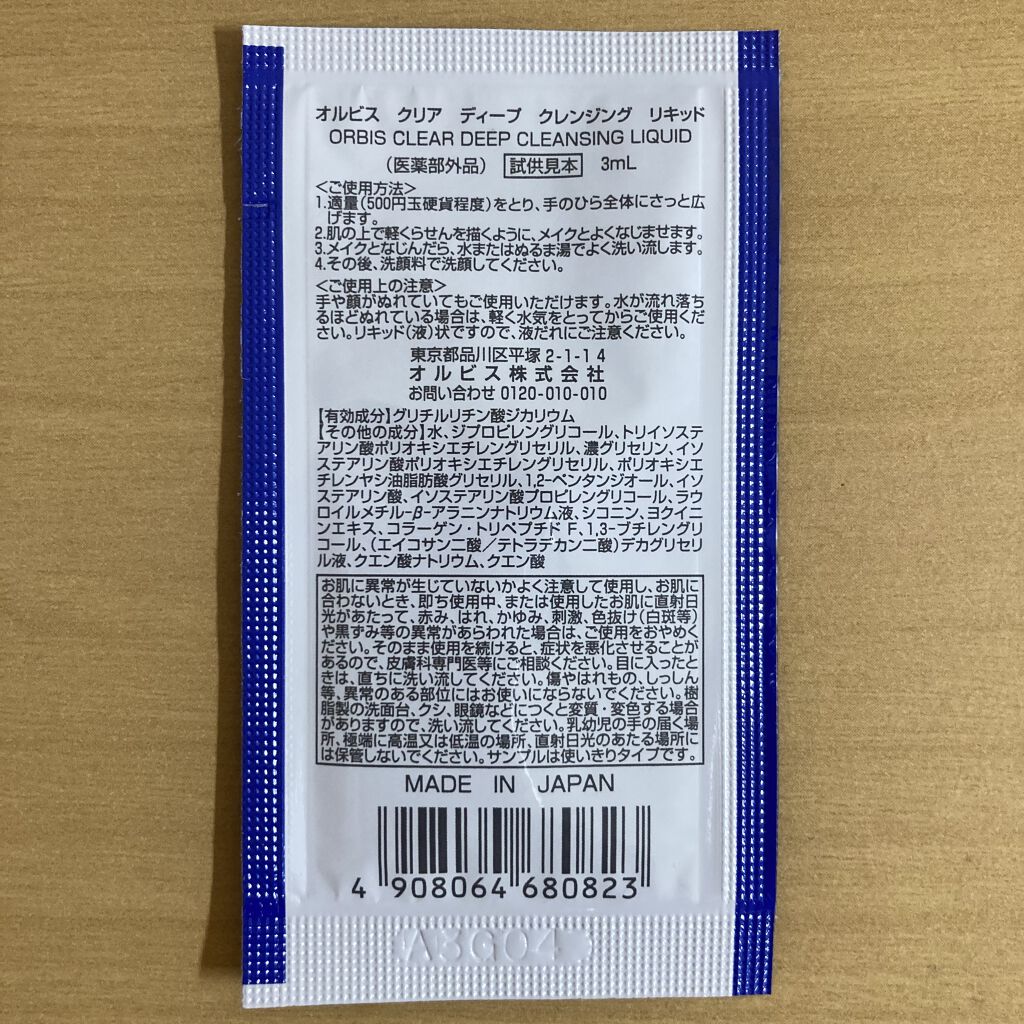 オルビス クリア ディープ クレンジング リキッド
ORBIS CLEAR DEEP CLEANSING LIQUID
(医薬部外品) 試供見本 3mL
<ご使用方法>
1.適量(500円玉硬貨程度)をとり、手のひら全体にさっと広
げます。
2.肌の上で軽くらせんを描くように、メイクとよくなじませます。
3.メイクとなじんだら、水またはぬるま湯でよく洗い流します。
4.その後、洗顔料で洗顔してください。
<ご使用上の注意>
手や顔がぬれていてもご使用いただけます。水が流れ落ち
るほどぬれている場合は、軽く水気をとってからご使用くだ
さい。リキッド(液)状ですので、液だれにご注意ください。
東京都品川区平塚2-1-14
オルビス株式会社
お問い合わせ 0120-010-010
【有効成分】グリチルリチン酸ジカリウム
【その他の成分】水、ジプロピレングリコール、トリイソステ
アリン酸ポリオキシエチレングリセリル、濃グリセリン、イソ
ステアリン酸ポリオキシエチレングリセリル、ポリオキシエ
チレンヤシ油脂肪酸グリセリル、1,2-ペンタンジオール、イソ
ステアリン酸、イソステアリン酸プロピレングリコール、ラウ
ロイルメチル-β-アラニンナトリウム液、シコニン、ヨクイニ
ンエキス、コラーゲン・トリペプチド F、1,3-ブチレングリ
コール、(エイコサン二酸／テトラデカン二酸)デカグリセリ
ル液、クエン酸ナトリウム、クエン酸
お肌に異常が生じていないかよく注意して使用し、お肌に
合わないとき、即ち使用中、または使用したお肌に直射日
光があたって、赤み、はれ、かゆみ、刺激、色抜け(白斑等)
や黒ずみ等の異常があらわれた場合は、ご使用をおやめく
ださい。そのまま使用を続けると、症状を悪化させることが
あるので、皮膚科専門医等にご相談ください。目に入ったと
きは、直ちに洗い流してください。傷やはれもの、しっしん
等、異常のある部位にはお使いにならないでください。樹
脂製の洗面台、クシ、眼鏡などにつくと変質・変色する場合
がありますので、洗い流してください。乳幼児の手の届く場
所、極端に高温又は低温の場所、直射日光のあたる場所に
は保管しないでください。サンプルは使いきりタイプです。
MADE IN JAPAN
4 908064 680823